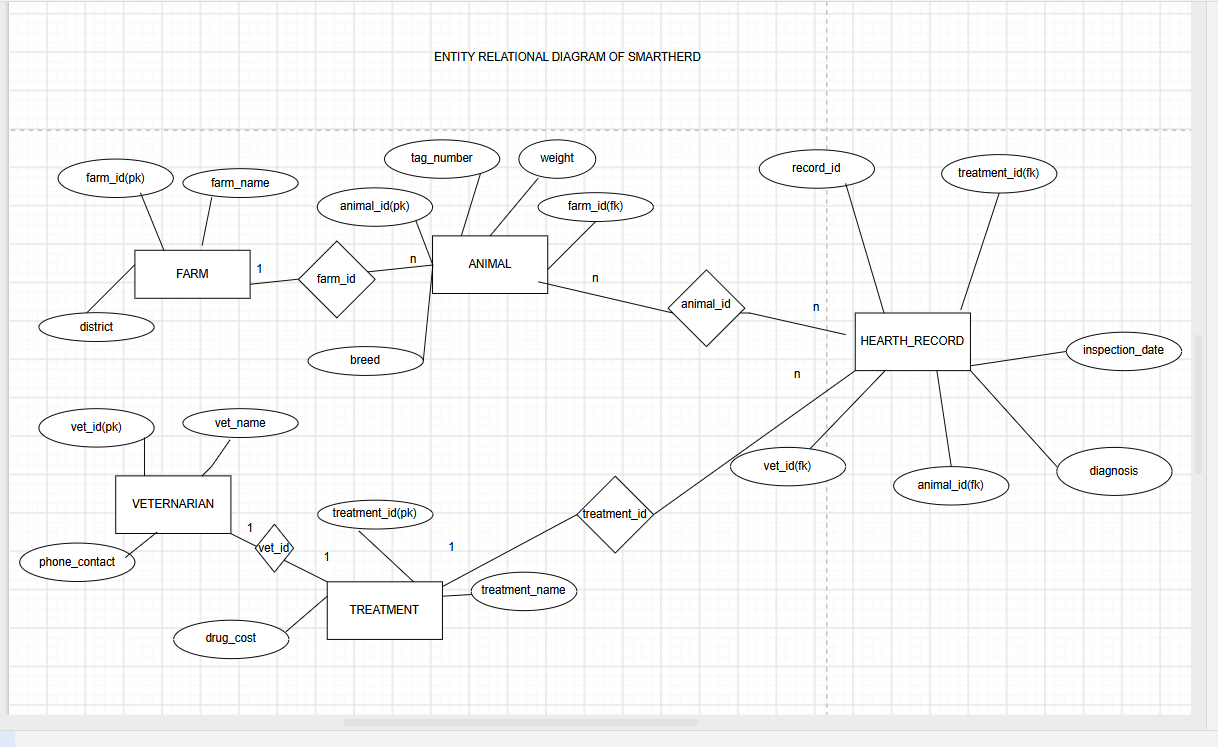 ENTITY RELATIONAL DIAGRAM OF SMARTHERD
tag_number
weight
record_id
treatment_id(fk)
farm_id(pk)
farm_name
animal_id(pk)
farm_id(fk)
FARM
1
farm_id
n
ANIMAL
n
animal_id
n
HEARTH_RECORD
district
breed
inspection_date
n
vet_id(pk)
vet_name
vet_id(fk)
animal_id(fk)
diagnosis
VETERNARIAN
treatment_id(pk)
treatment_id
1
vet_id
1
1
phone_contact
treatment_name
TREATMENT
drug_cost